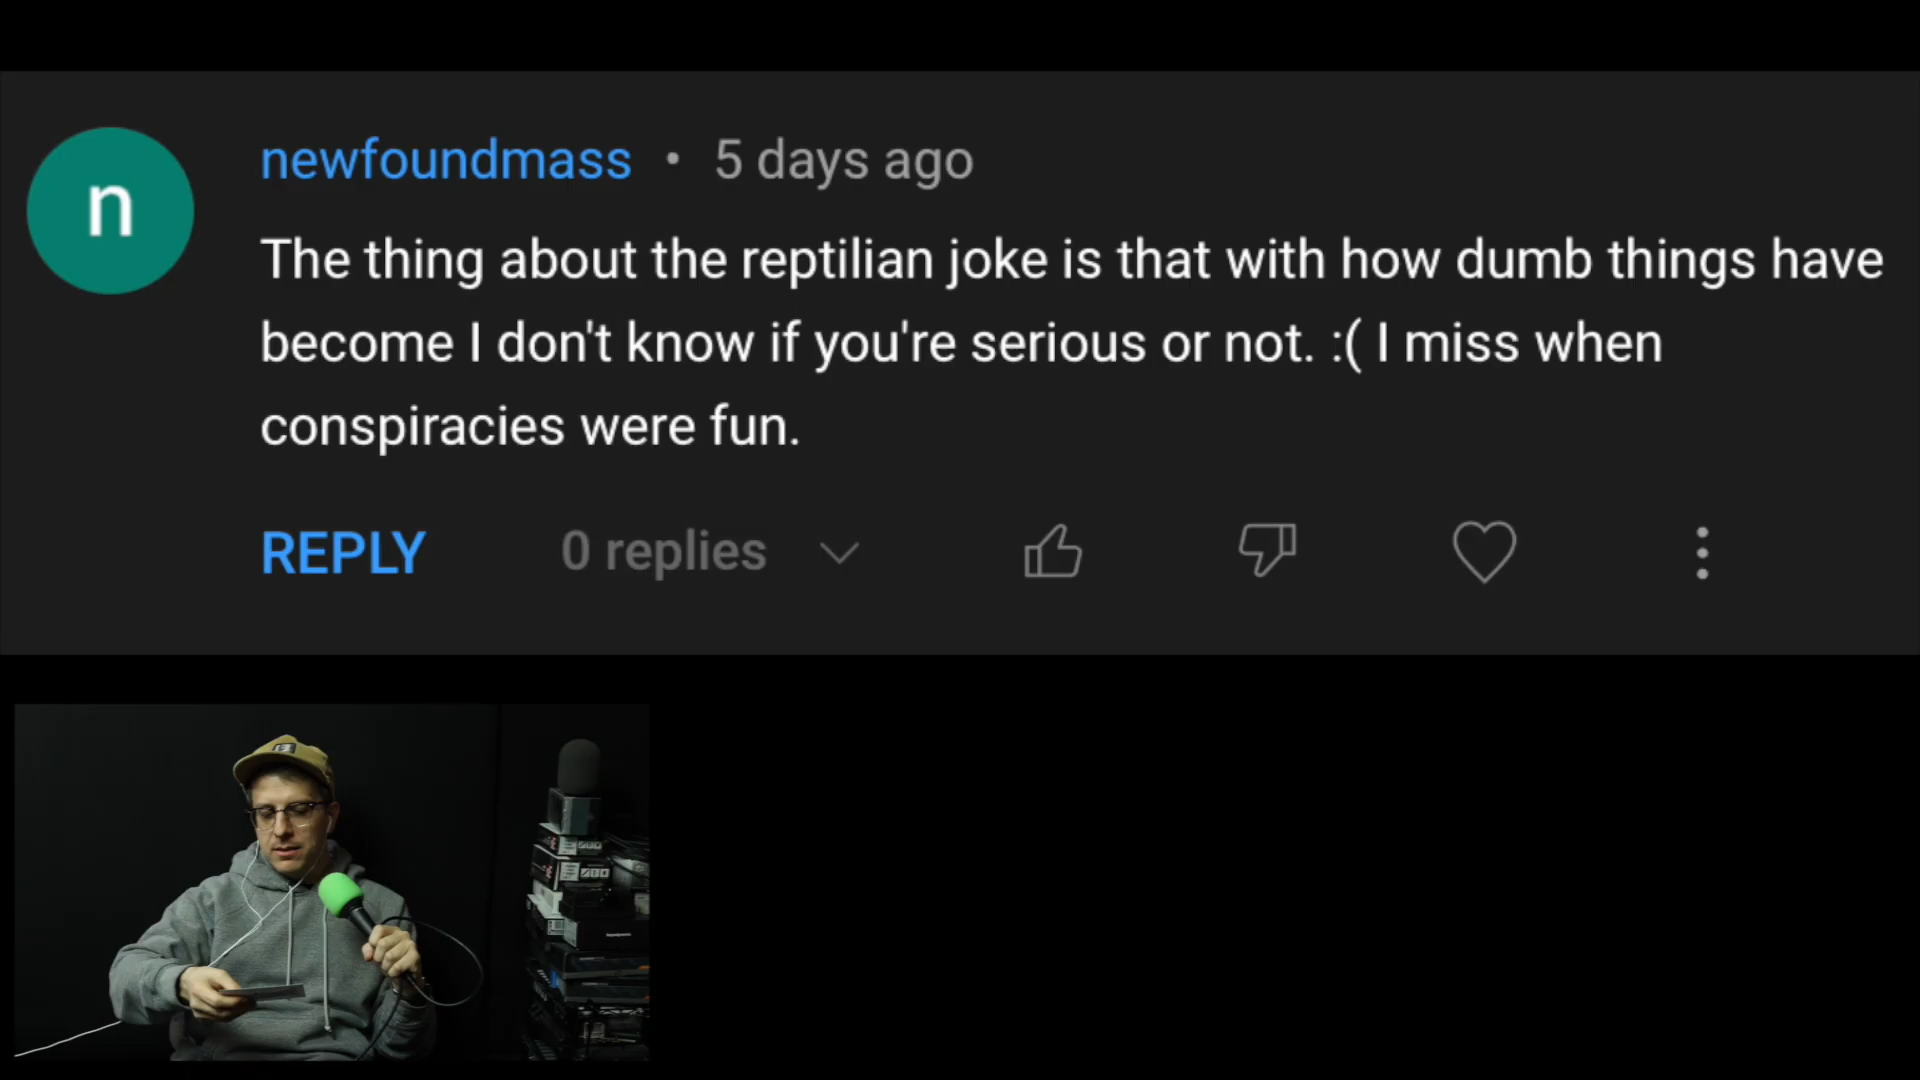 n
newfoundmass • 5 days ago
The thing about the reptilian joke is that with how dumb things have
become I don't know if you're serious or not. :( I miss when
conspiracies were fun.
REPLY 0 replies